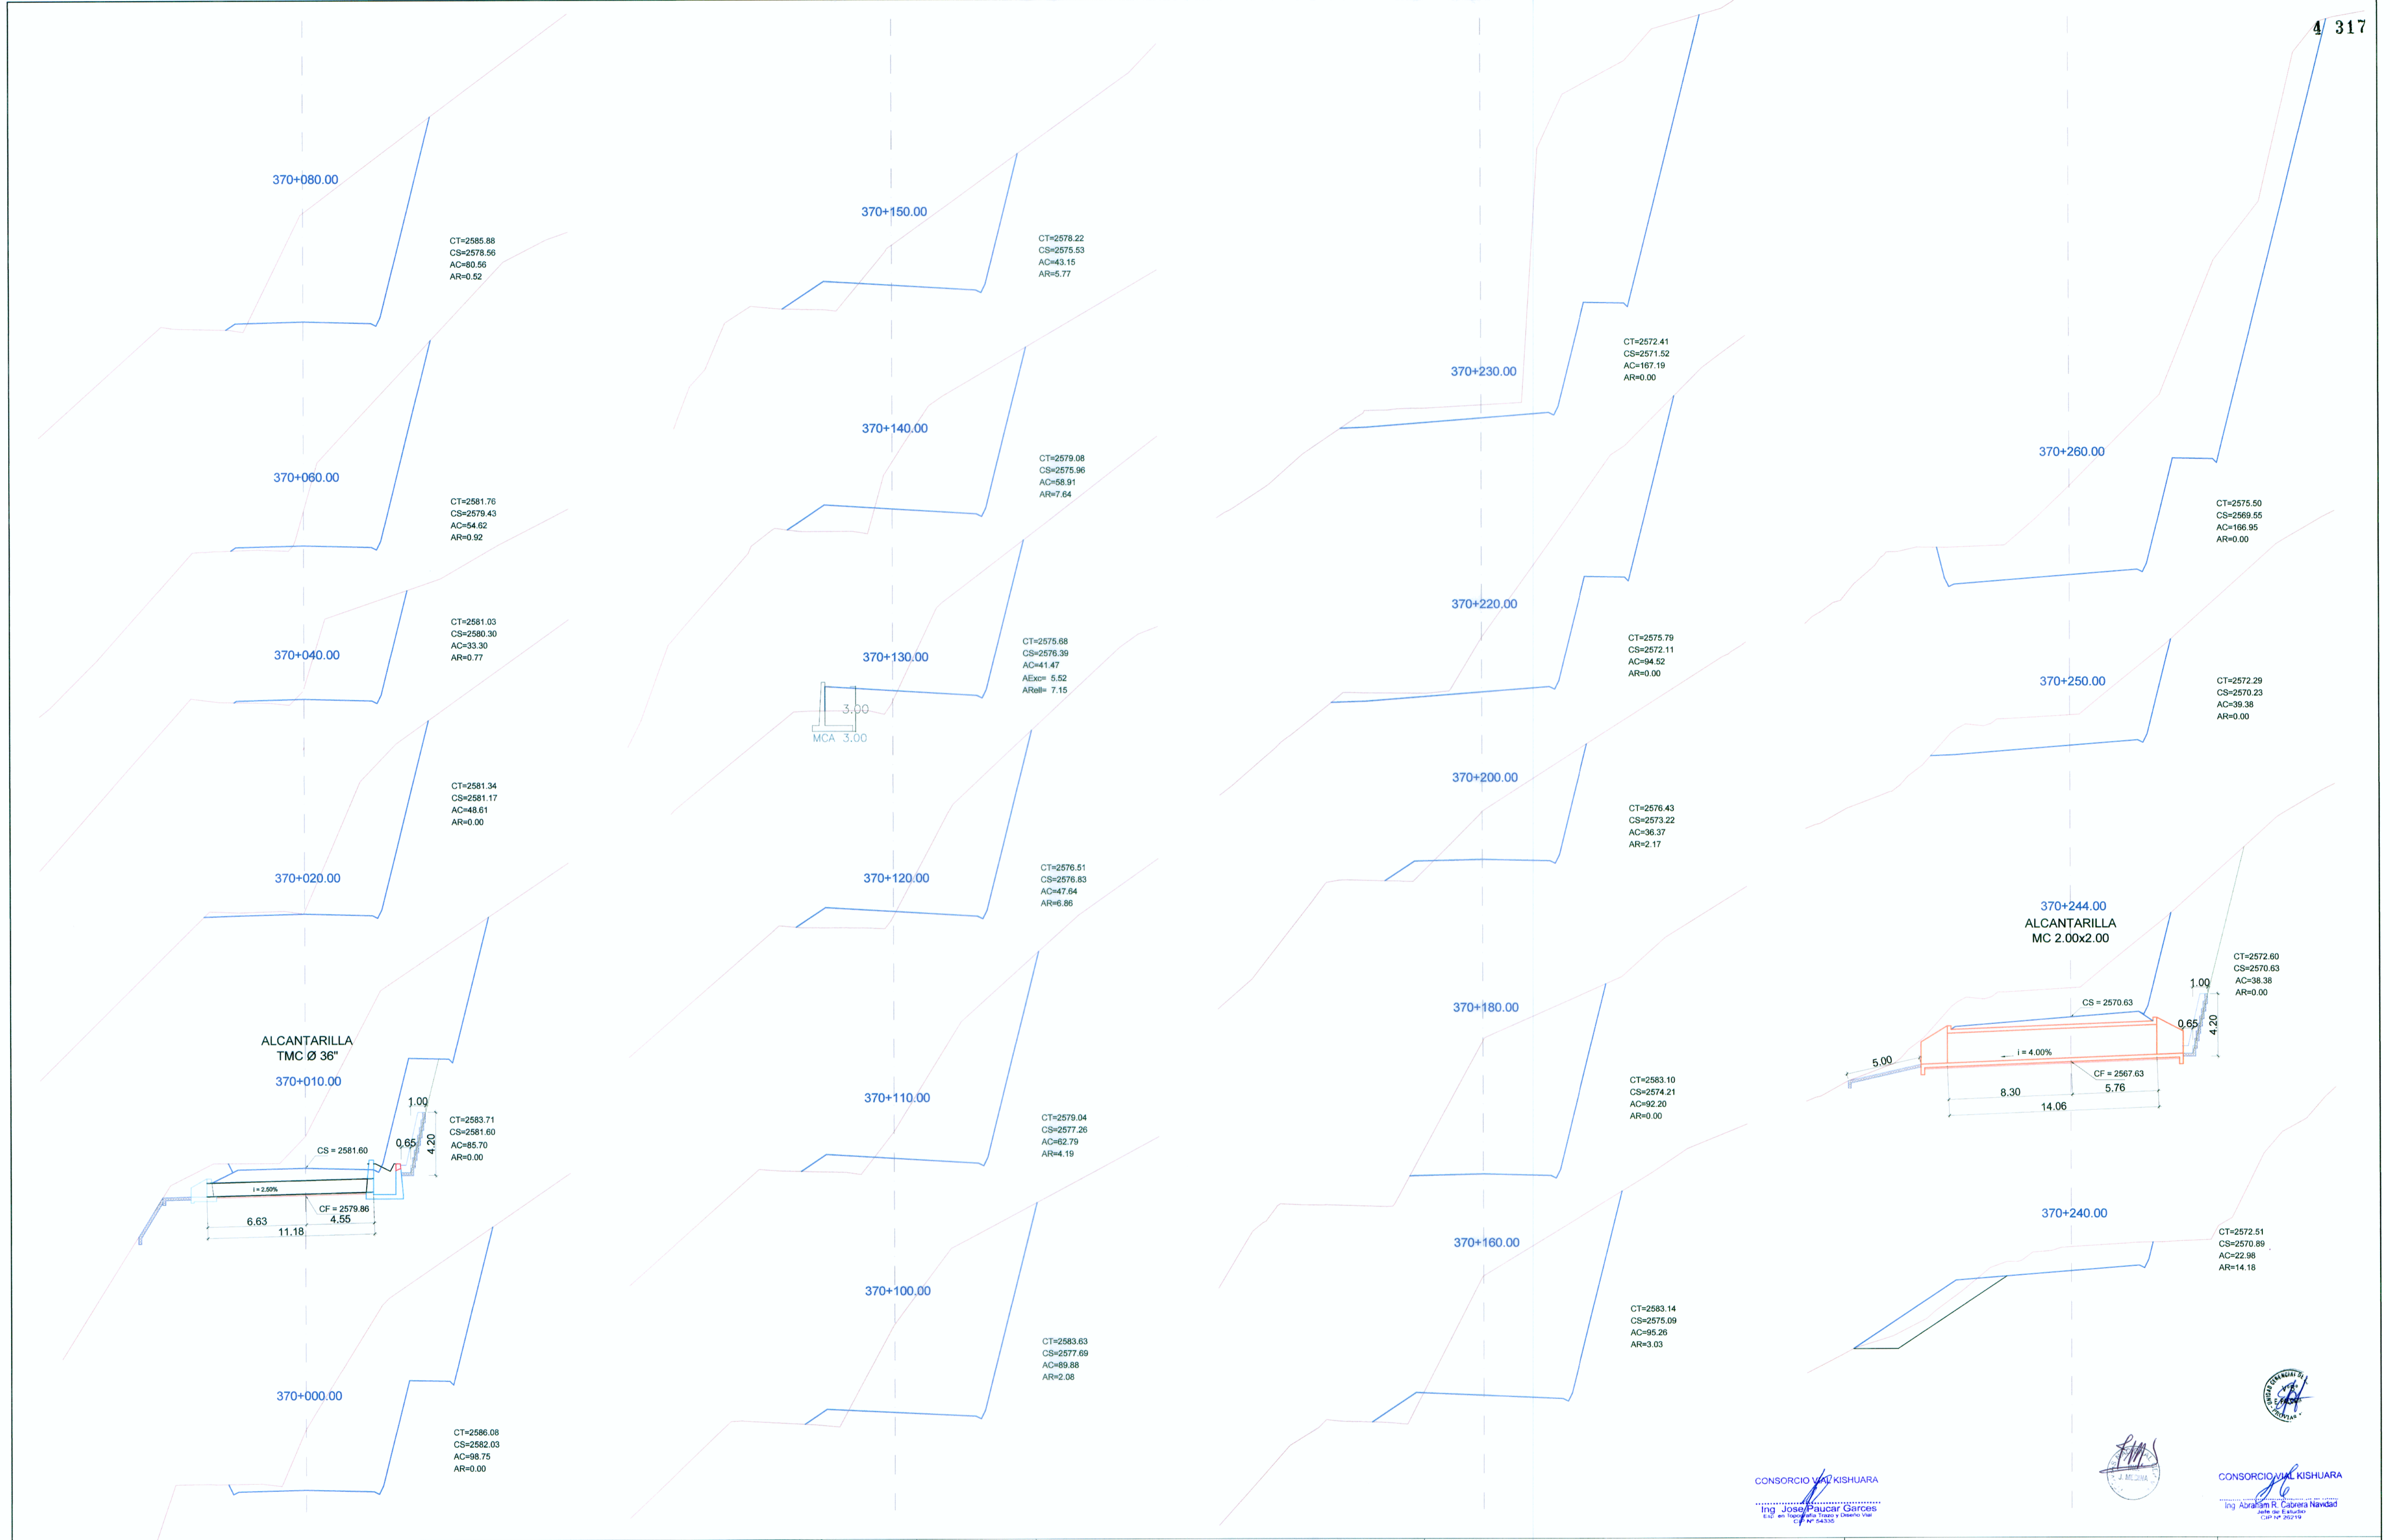 4 317
370+080.00
CT=2585.88
CS=2578.56
AC=80.56
AR=0.52
370+060.00
CT=2581.76
CS=2579.43
AC=54.62
AR=0.92
370+040.00
CT=2581.03
CS=2580.30
AC=33.30
AR=0.77
370+020.00
CT=2581.34
CS=2581.17
AC=48.61
AR=0.00
ALCANTARILLA
TMC Ø 36"
370+010.00
1.00
0.65
4.20
CT=2583.71
CS=2581.60
AC=85.70
AR=0.00
CS = 2581.60
i = 2.50%
CF = 2579.86
6.63
4.55
11.18
370+000.00
CT=2586.08
CS=2582.03
AC=98.75
AR=0.00
370+150.00
CT=2578.22
CS=2575.53
AC=43.15
AR=5.77
370+140.00
CT=2579.08
CS=2575.96
AC=58.91
AR=7.64
370+130.00
CT=2575.68
CS=2576.39
AC=41.47
AExc= 5.52
ARell= 7.15
3.00
MCA 3.00
370+120.00
CT=2576.51
CS=2576.83
AC=47.64
AR=6.86
370+110.00
CT=2579.04
CS=2577.26
AC=62.79
AR=4.19
370+100.00
CT=2583.63
CS=2577.69
AC=89.88
AR=2.08
370+230.00
CT=2572.41
CS=2571.52
AC=167.19
AR=0.00
370+220.00
CT=2575.79
CS=2572.11
AC=94.52
AR=0.00
370+200.00
CT=2576.43
CS=2573.22
AC=36.37
AR=2.17
370+180.00
CT=2583.10
CS=2574.21
AC=92.20
AR=0.00
370+160.00
CT=2583.14
CS=2575.09
AC=95.26
AR=3.03
370+260.00
CT=2575.50
CS=2569.55
AC=166.95
AR=0.00
370+250.00
CT=2572.29
CS=2570.23
AC=39.38
AR=0.00
370+244.00
ALCANTARILLA
MC 2.00x2.00
CT=2572.60
CS=2570.63
AC=38.38
AR=0.00
1.00
0.65
4.20
CS = 2570.63
5.00
i = 4.00%
CF = 2567.63
8.30
5.76
14.06
370+240.00
CT=2572.51
CS=2570.89
AC=22.98
AR=14.18
CONSORCIO VIAL KISHUARA
Ing Jose Paucar Garces
Esp. en Topografia Trazo y Diseño Vial
CIP Nº 54335
CONSORCIO VIAL KISHUARA
Ing Abraham R. Cabrera Navidad
Jefe de Estudio
CIP Nº 26219